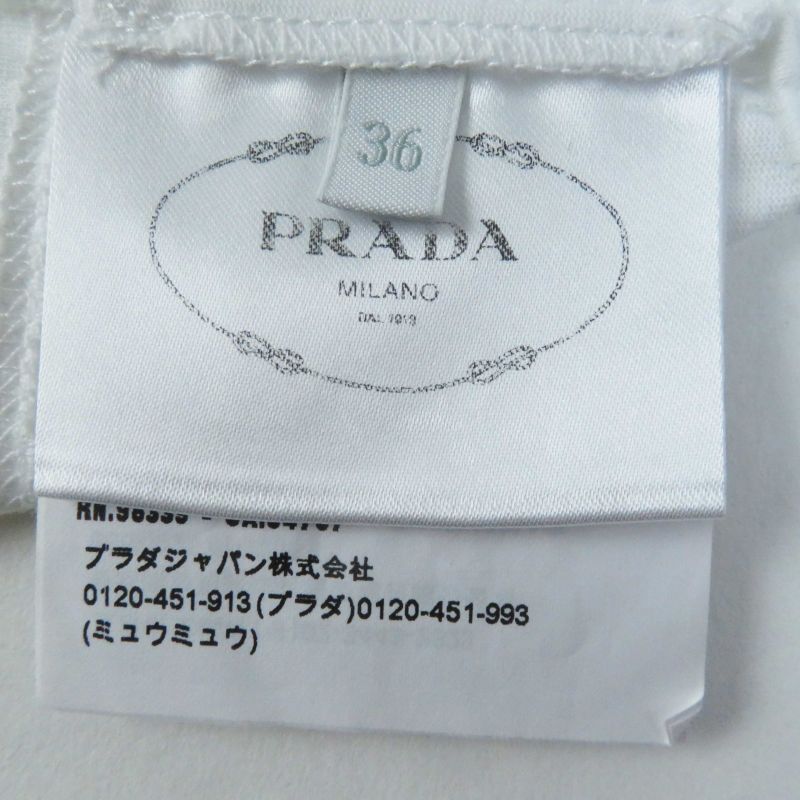 36
PRADA
MILANO
DAL 1913
プラダジャパン株式会社
0120-451-913(プラダ)0120-451-993
(ミュウミュウ)